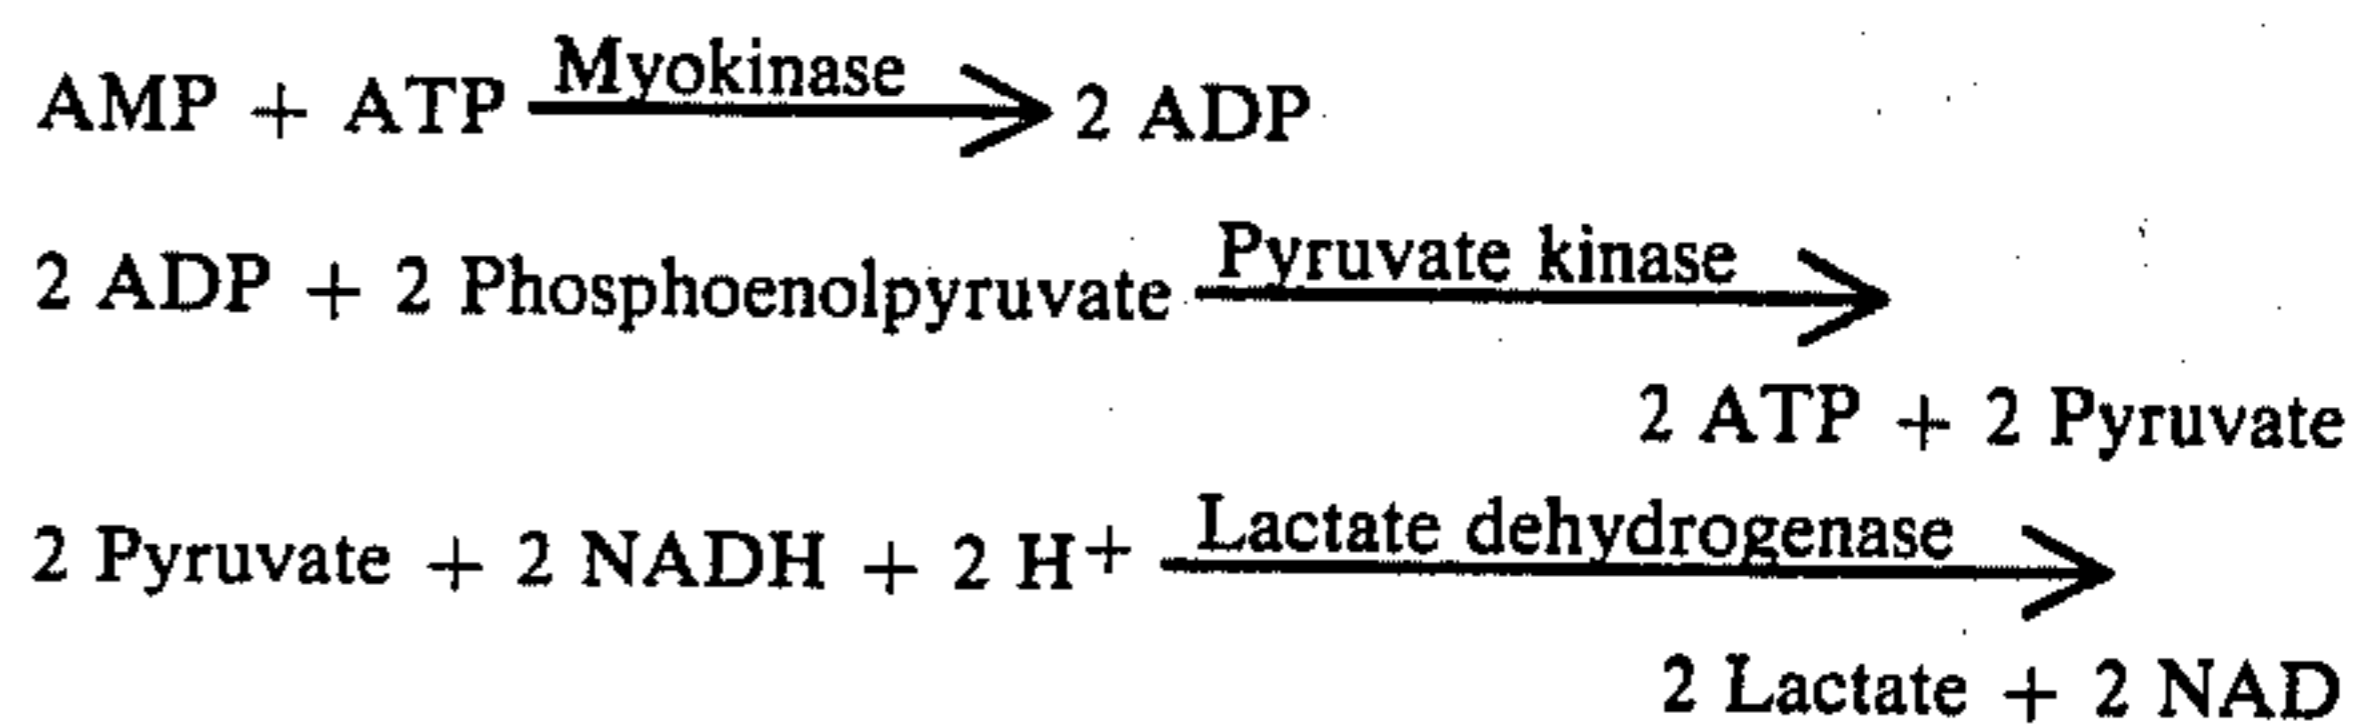 AMP + ATP Myokinase 2 ADP
2 ADP + 2 Phosphoenolpyruvate Pyruvate kinase
2 ATP + 2 Pyruvate
2 Pyruvate + 2 NADH + 2 H+ Lactate dehydrogenase
2 Lactate + 2 NAD